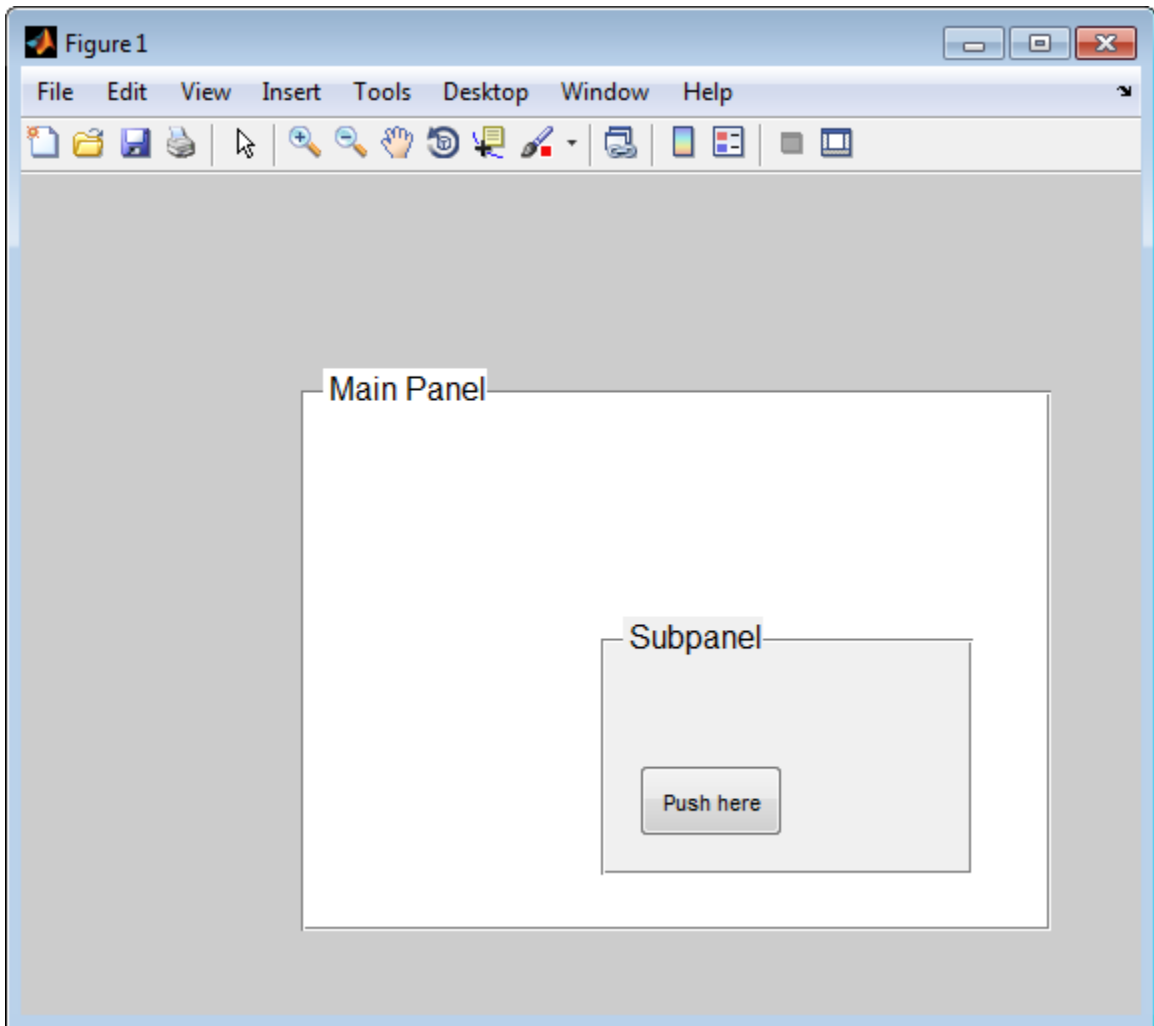 Figure 1
File Edit View Insert Tools Desktop Window Help
Main Panel
Subpanel
Push here